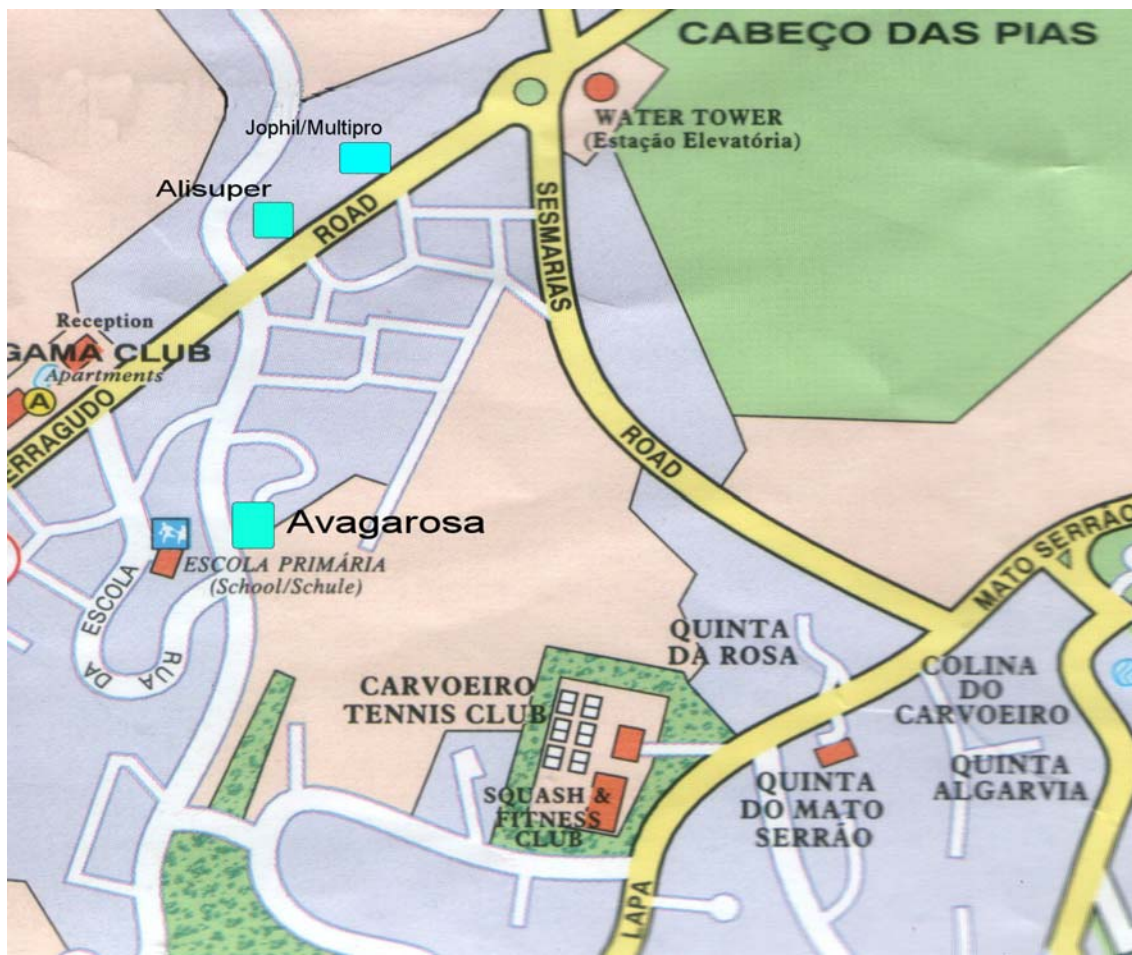 CABEÇO DAS PIAS
WATER TOWER
(Estação Elevatória)
Jophil/Multipro
Alisuper
ROAD
SESMARIAS
Reception
GAMA CLUB
Apartments
A
ERRAGUDO
ROAD
Avagarosa
ESCOLA PRIMÁRIA
(School/Schule)
RUA
DA
ESCOLA
MATO SERRÃO
QUINTA
DA ROSA
COLINA
DO
CARVOEIRO
CARVOEIRO
TENNIS CLUB
SQUASH &
FITNESS
CLUB
QUINTA
DO MATO
SERRÃO
QUINTA
ALGARVIA
LAPA